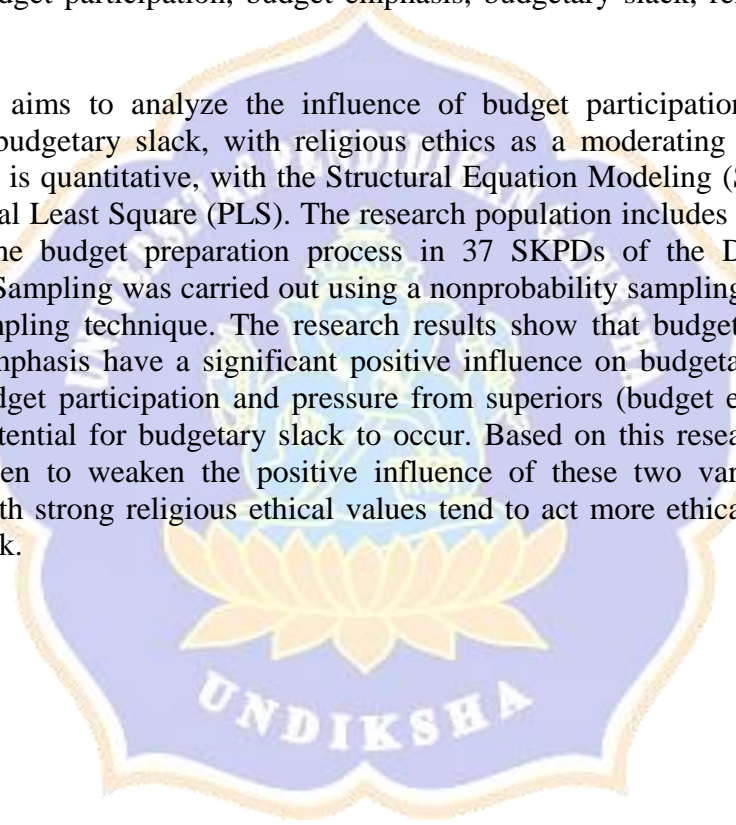 dget participation, budget emphasis, budgetary slack, rel
aims to analyze the influence of budget participation
budgetary slack, with religious ethics as a moderating
is quantitative, with the Structural Equation Modeling (S
al Least Square (PLS). The research population includes
he budget preparation process in 37 SKPDs of the D
Sampling was carried out using a nonprobability sampling
pling technique. The research results show that budget
mphasis have a significant positive influence on budgeta
dget participation and pressure from superiors (budget e
tential for budgetary slack to occur. Based on this resea
en to weaken the positive influence of these two var
th strong religious ethical values tend to act more ethica
k.
UNIVERSITAS PENDIDIKAN GANESHA
UNDIKSHA